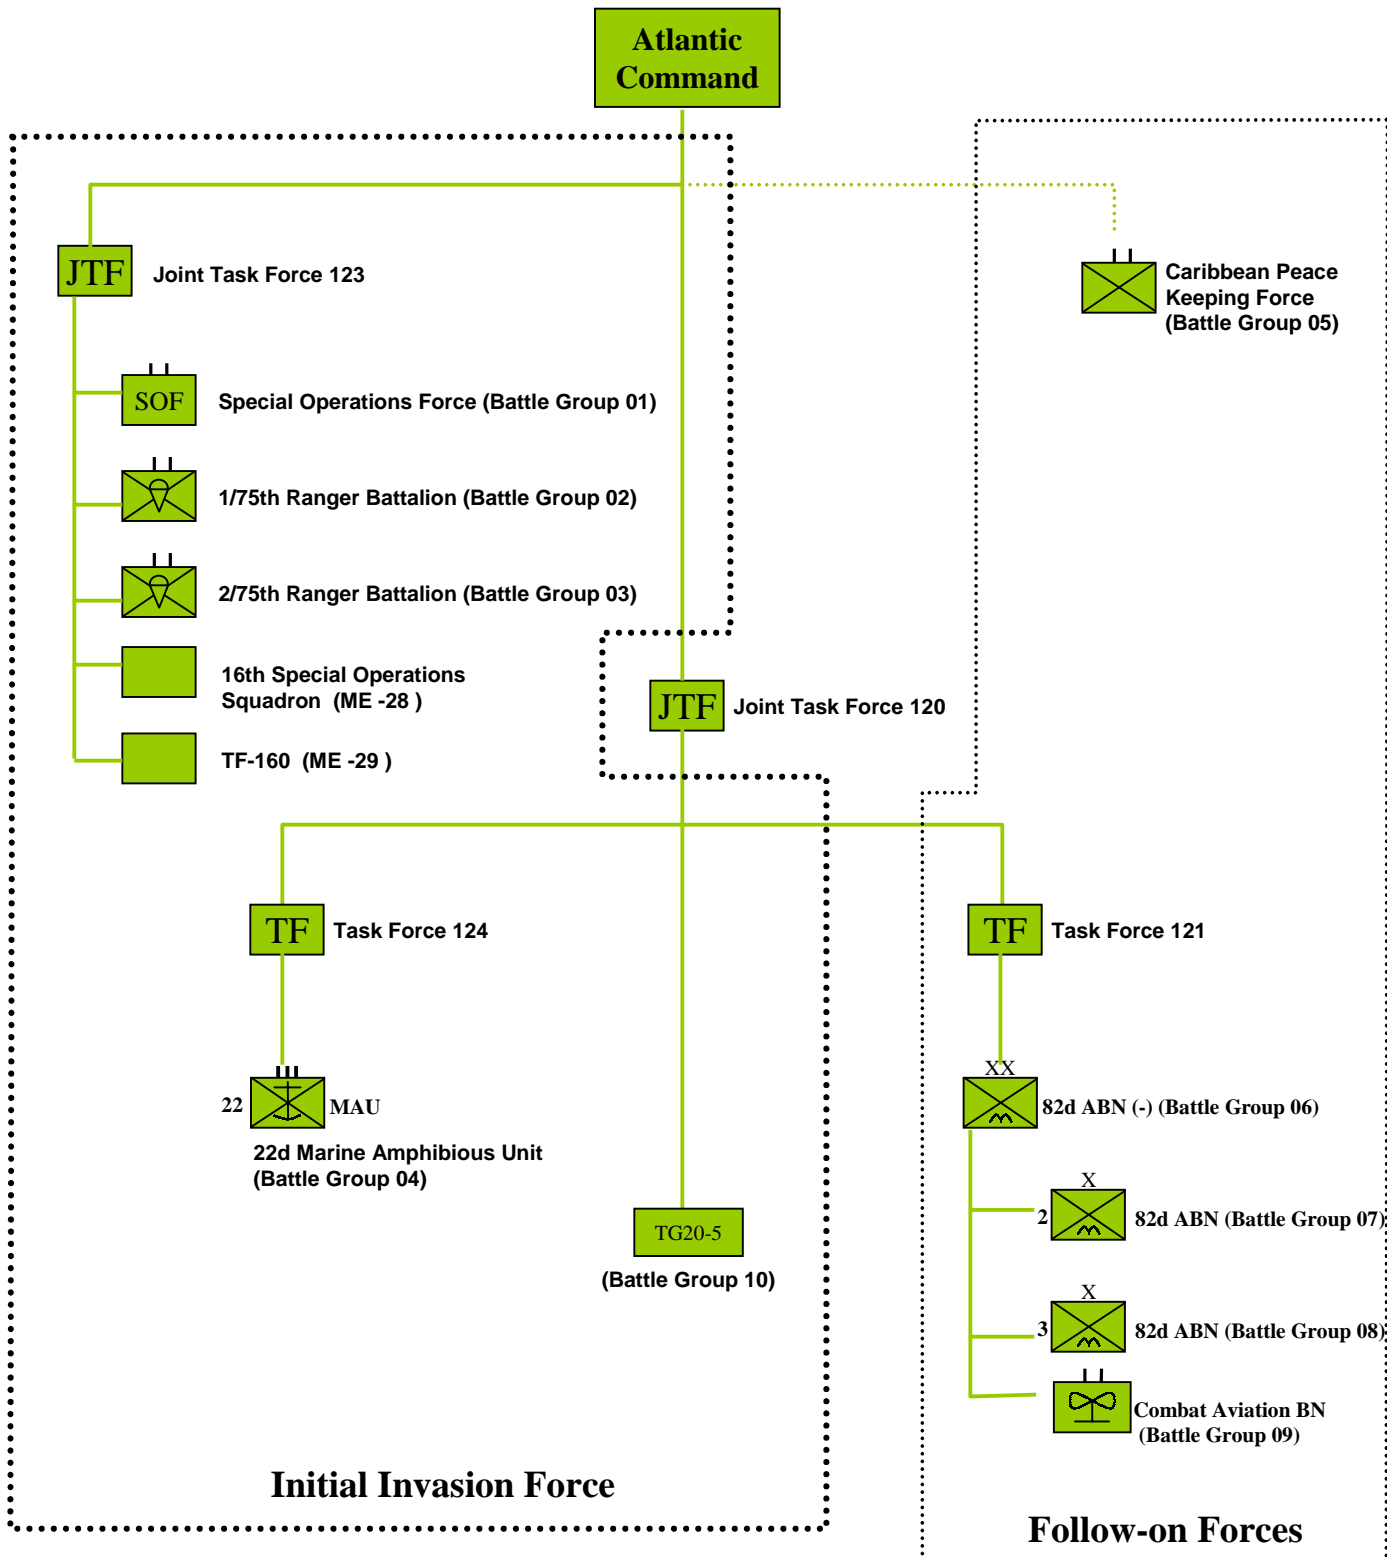 Atlantic
Command
JTF
Joint Task Force 123
SOF
Special Operations Force (Battle Group 01)
1/75th Ranger Battalion (Battle Group 02)
2/75th Ranger Battalion (Battle Group 03)
16th Special Operations
Squadron (ME -28 )
TF-160 (ME -29 )
Caribbean Peace
Keeping Force
(Battle Group 05)
JTF
Joint Task Force 120
TF
Task Force 124
22
MAU
22d Marine Amphibious Unit
(Battle Group 04)
TG20-5
(Battle Group 10)
TF
Task Force 121
XX
82d ABN (-) (Battle Group 06)
X
2
82d ABN (Battle Group 07)
X
3
82d ABN (Battle Group 08)
Combat Aviation BN
(Battle Group 09)
Initial Invasion Force
Follow-on Forces